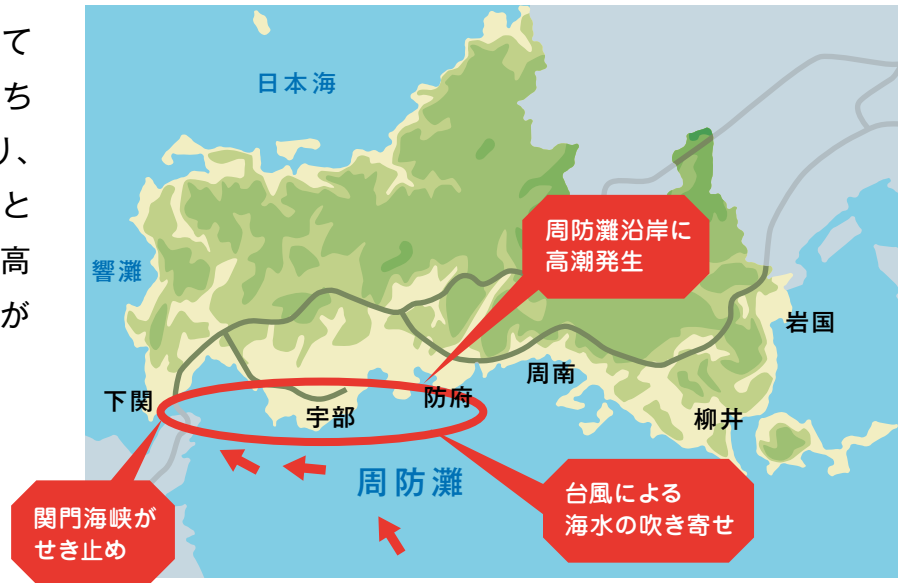 て
ち
り、
と
高
が
日本海
響灘
周防灘沿岸に
高潮発生
岩国
周南
防府
下関
宇部
柳井
周防灘
台風による
海水の吹き寄せ
関門海峡が
せき止め